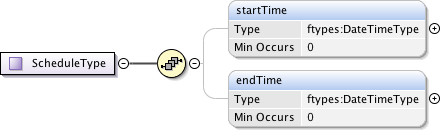 startTime
Type ftypes:DateTimeType
Min Occurs 0
ScheduleType
endTime
Type ftypes:DateTimeType
Min Occurs 0